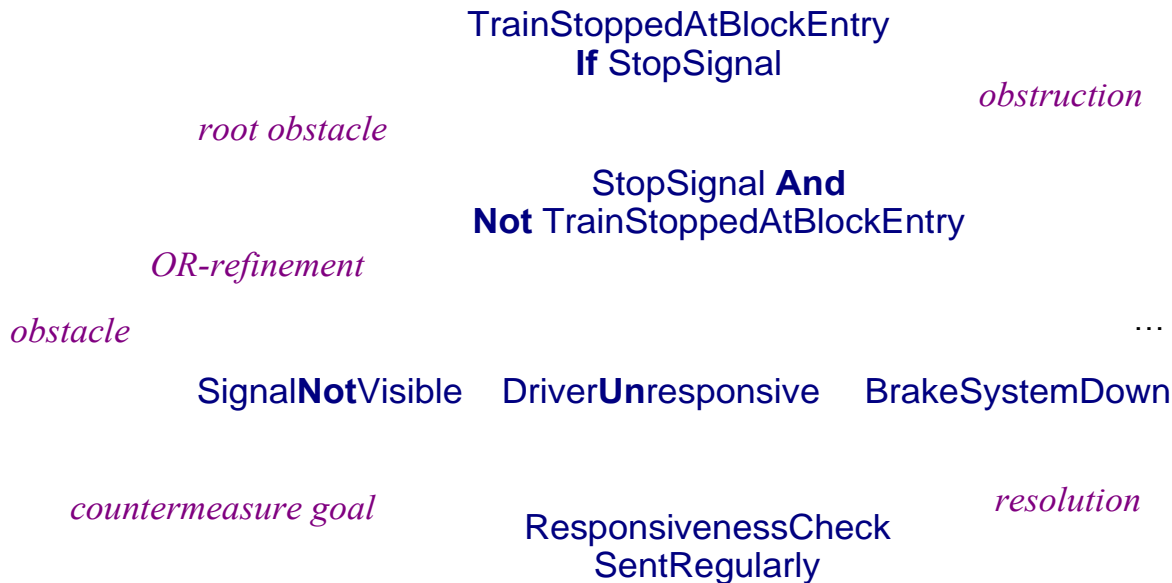 TrainStoppedAtBlockEntry
If StopSignal
obstruction
root obstacle
StopSignal And
Not TrainStoppedAtBlockEntry
OR-refinement
obstacle
...
SignalNotVisible DriverUnresponsive BrakeSystemDown
countermeasure goal
resolution
ResponsivenessCheck
SentRegularly